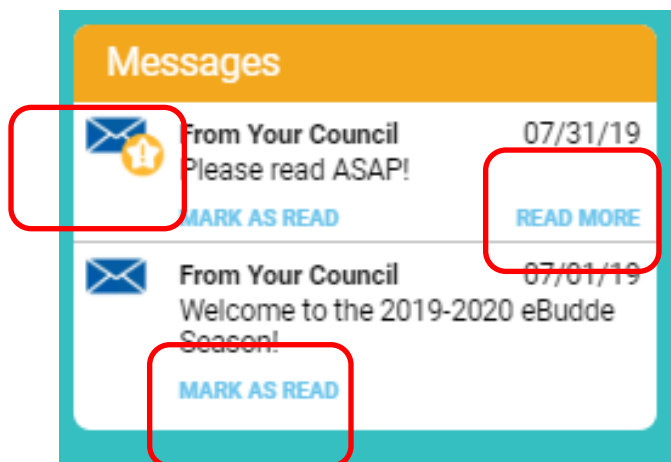 Messages
From Your Council 07/31/19
Please read ASAP!
MARK AS READ READ MORE
From Your Council 07/01/19
Welcome to the 2019-2020 eBudde
Season!
MARK AS READ